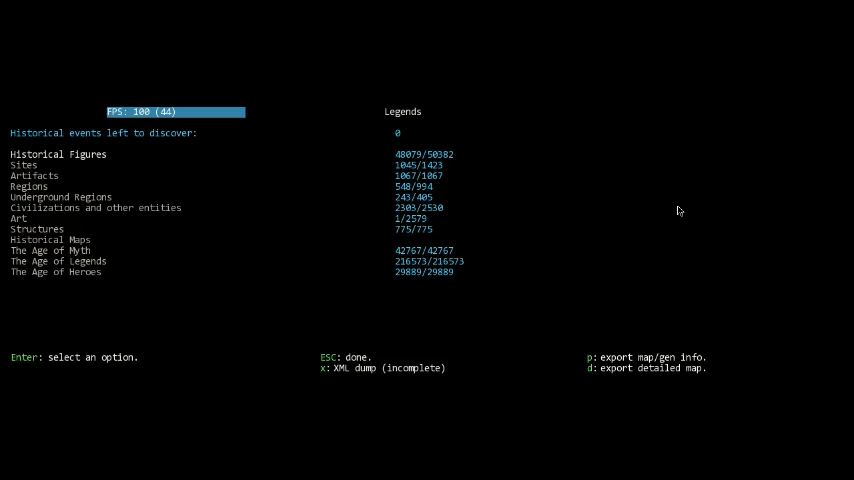 FPS: 100 (44) Legends
Historical events left to discover: 0
Historical Figures 48079/50382
Sites 1045/1423
Artifacts 1067/1067
Regions 548/994
Underground Regions 243/405
Civilizations and other entities 2303/2530
Art 1/2579
Structures 775/775
Historical Maps
The Age of Myth 42767/42767
The Age of Legends 216573/216573
The Age of Heroes 29889/29889
Enter: select an option. ESC: done. p: export map/gen info.
x: XML dump (incomplete) d: export detailed map.